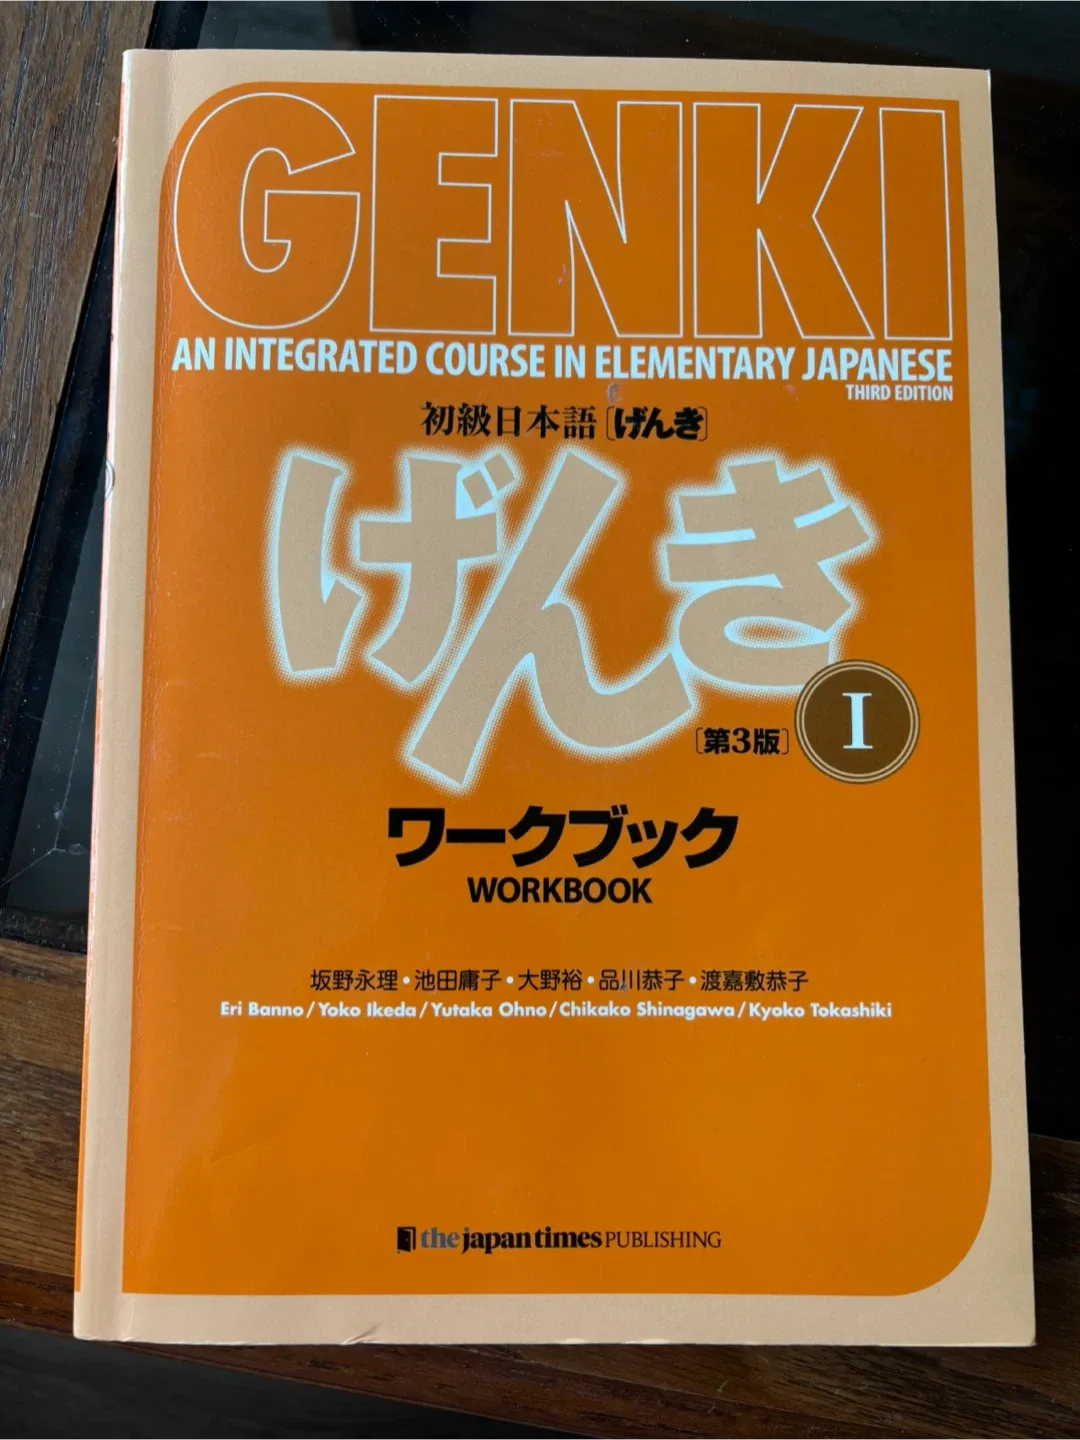 GENKI
AN INTEGRATED COURSE IN ELEMENTARY JAPANESE
THIRD EDITION
初級日本語[げんき]
げんき
[第3版]
I
ワークブック
WORKBOOK
坂野永理・池田庸子・大野裕・品川恭子・渡嘉敷恭子
Eri Banno/Yoko Ikeda/Yutaka Ohno/Chikako Shinagawa/Kyoko Tokashiki
the japan times PUBLISHING